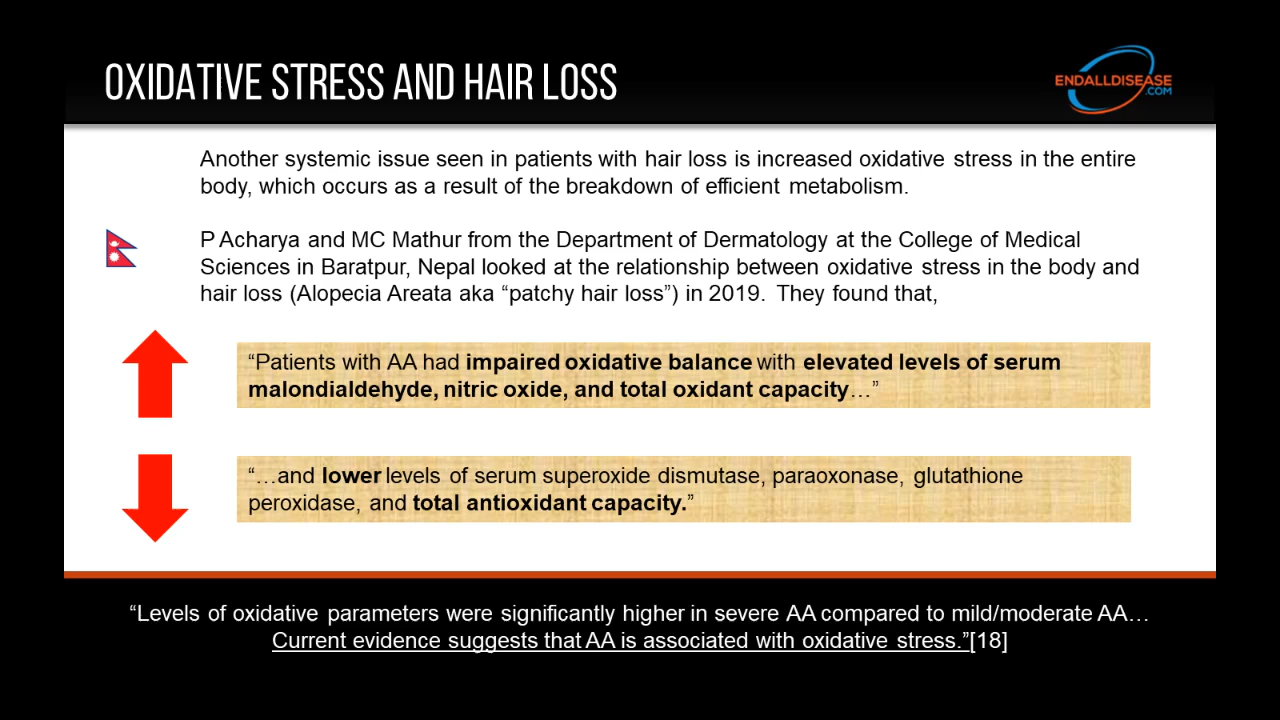 OXIDATIVE STRESS AND HAIR LOSS
ENDALLDISEASE
.COM
Another systemic issue seen in patients with hair loss is increased oxidative stress in the entire
body, which occurs as a result of the breakdown of efficient metabolism.
P Acharya and MC Mathur from the Department of Dermatology at the College of Medical
Sciences in Baratpur, Nepal looked at the relationship between oxidative stress in the body and
hair loss (Alopecia Areata aka “patchy hair loss”) in 2019. They found that,
“Patients with AA had impaired oxidative balance with elevated levels of serum
malondialdehyde, nitric oxide, and total oxidant capacity…”
“…and lower levels of serum superoxide dismutase, paraoxonase, glutathione
peroxidase, and total antioxidant capacity.”
“Levels of oxidative parameters were significantly higher in severe AA compared to mild/moderate AA…
Current evidence suggests that AA is associated with oxidative stress.”[18]